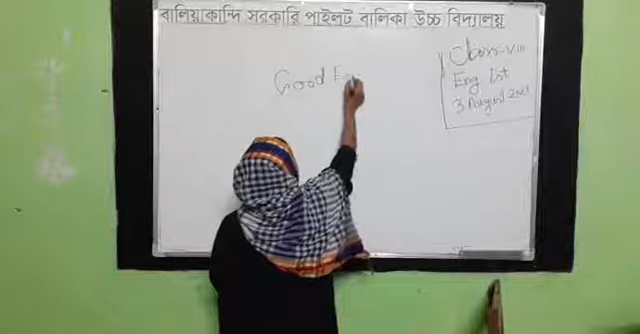 বালিয়াকান্দি সরকারি পাইলট বালিকা উচ্চ বিদ্যালয়
Class-VIII
Eng 1st
3 August 2021
Good E